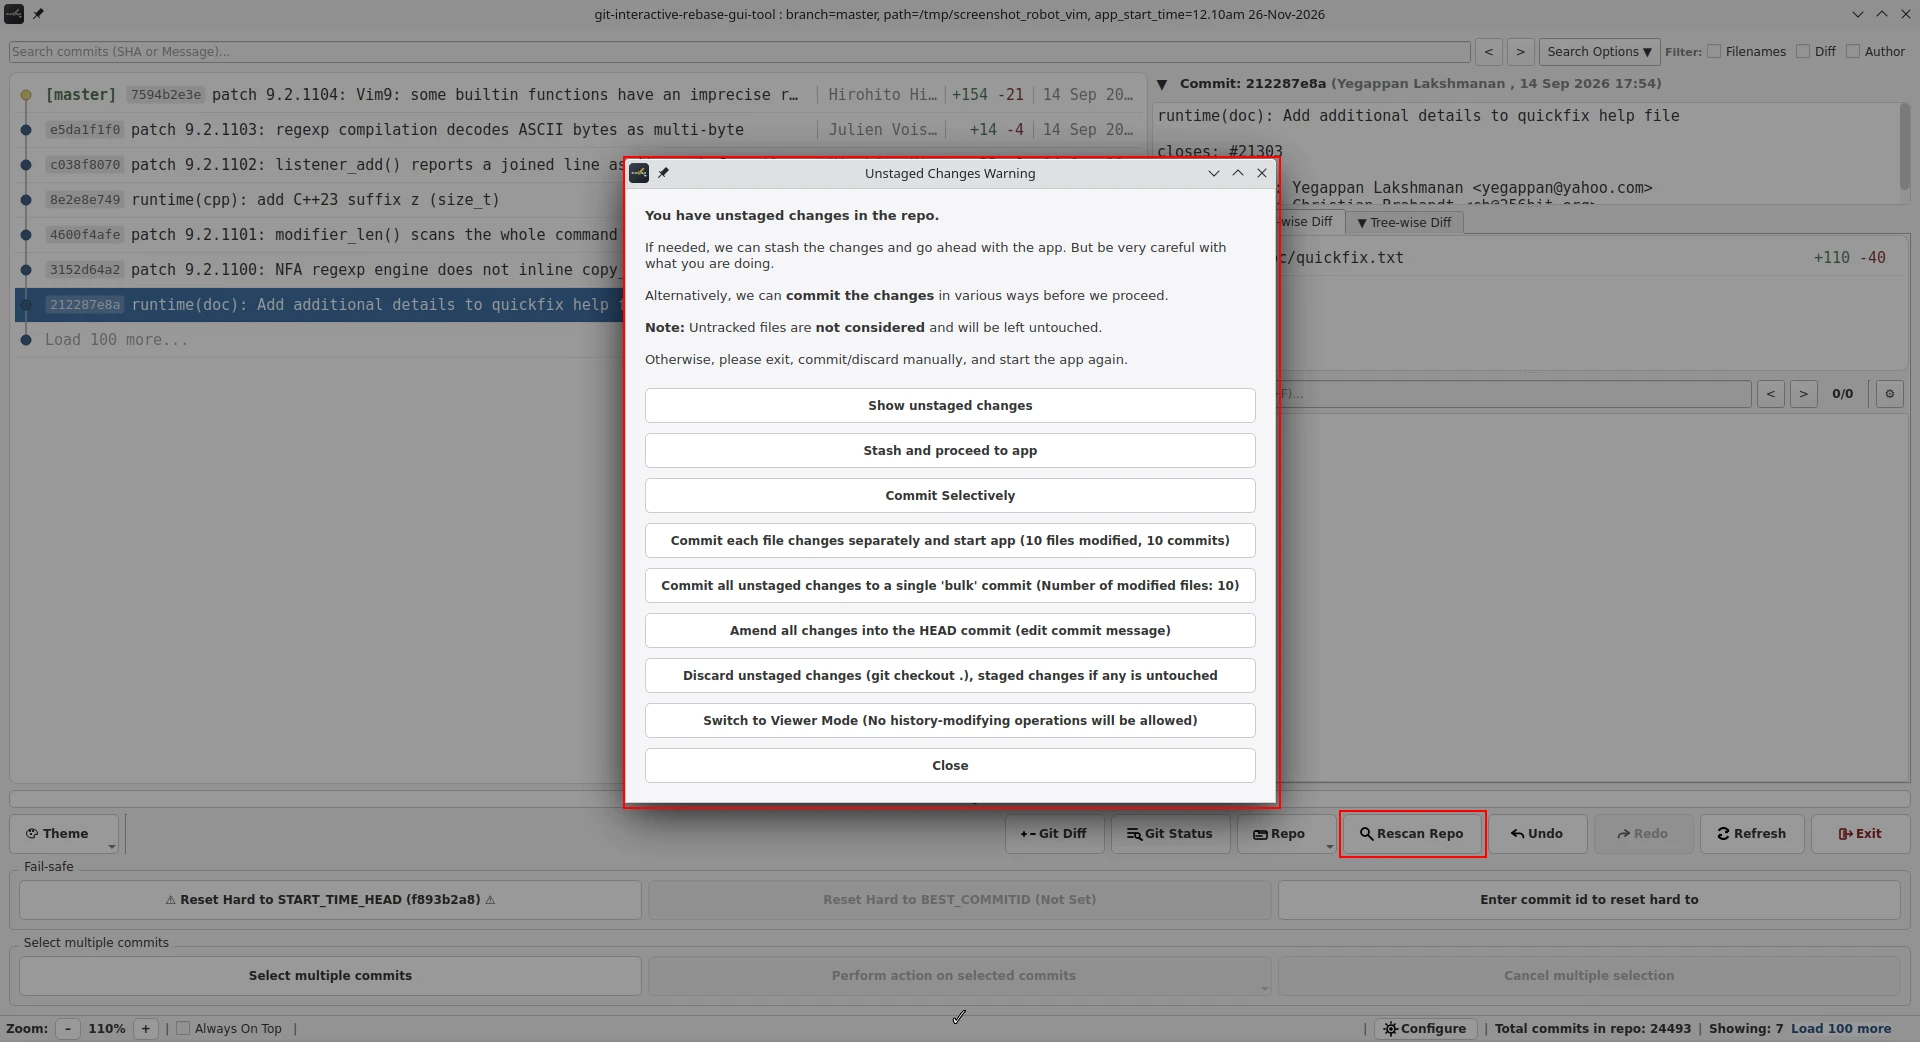 git-interactive-rebase-gui-tool : branch=master, path=/tmp/screenshot_robot_vim, app_start_time=12.10am 26-Nov-2026
Search commits (SHA or Message)...
< > Search Options ▼ Filter: Filenames Diff Author
[master] 7594b2e3e patch 9.2.1104: Vim9: some builtin functions have an imprecise r… Hirohito Hi… +154 -21 14 Sep 20…
e5da1f1f0 patch 9.2.1103: regexp compilation decodes ASCII bytes as multi-byte Julien Vois… +14 -4 14 Sep 20…
c038f8070 patch 9.2.1102: listener_add() reports a joined line as
8e2e8e749 runtime(cpp): add C++23 suffix z (size_t)
4600f4afe patch 9.2.1101: modifier_len() scans the whole command
3152d64a2 patch 9.2.1100: NFA regexp engine does not inline copy_
212287e8a runtime(doc): Add additional details to quickfix help
Load 100 more...
▼ Commit: 212287e8a (Yegappan Lakshmanan , 14 Sep 2026 17:54)
runtime(doc): Add additional details to quickfix help file
closes: #21303
: Yegappan Lakshmanan <yegappan@yahoo.com>
: Christian Brabandt <cb@256bit.org>
-wise Diff ▼ Tree-wise Diff
c/quickfix.txt +110 -40
F)... < > 0/0
Unstaged Changes Warning
You have unstaged changes in the repo.
If needed, we can stash the changes and go ahead with the app. But be very careful with
what you are doing.
Alternatively, we can commit the changes in various ways before we proceed.
Note: Untracked files are not considered and will be left untouched.
Otherwise, please exit, commit/discard manually, and start the app again.
Show unstaged changes
Stash and proceed to app
Commit Selectively
Commit each file changes separately and start app (10 files modified, 10 commits)
Commit all unstaged changes to a single 'bulk' commit (Number of modified files: 10)
Amend all changes into the HEAD commit (edit commit message)
Discard unstaged changes (git checkout .), staged changes if any is untouched
Switch to Viewer Mode (No history-modifying operations will be allowed)
Close
Theme Git Diff Git Status Repo Rescan Repo Undo Redo Refresh Exit
Fail-safe
⚠ Reset Hard to START_TIME_HEAD (f893b2a8) ⚠ Reset Hard to BEST_COMMITID (Not Set) Enter commit id to reset hard to
Select multiple commits
Select multiple commits Perform action on selected commits Cancel multiple selection
Zoom: - 110% + | Always On Top | | Configure | Total commits in repo: 24493 | Showing: 7 Load 100 more